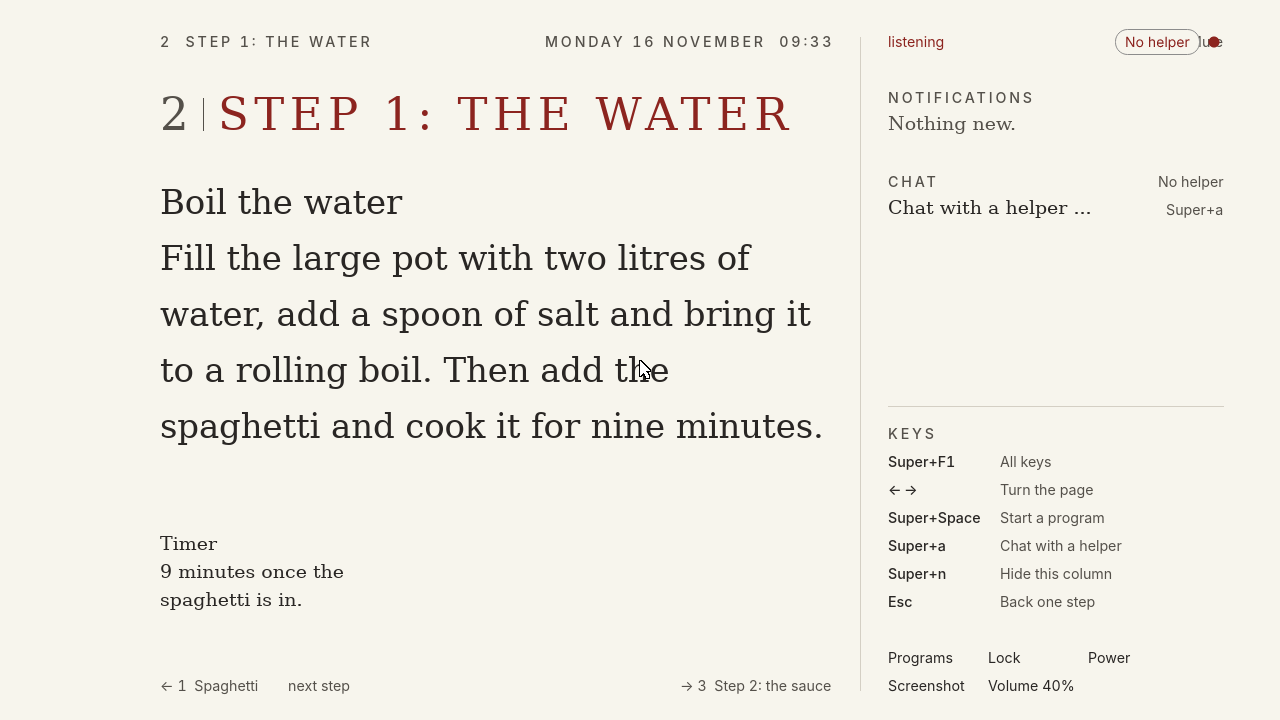 2 STEP 1: THE WATER
MONDAY 16 NOVEMBER 09:33
2 STEP 1: THE WATER
Boil the water
Fill the large pot with two litres of
water, add a spoon of salt and bring it
to a rolling boil. Then add the
spaghetti and cook it for nine minutes.
Timer
9 minutes once the
spaghetti is in.
← 1 Spaghetti next step
→ 3 Step 2: the sauce
listening
No helper
NOTIFICATIONS
Nothing new.
CHAT No helper
Chat with a helper ... Super+a
KEYS
Super+F1 All keys
← → Turn the page
Super+Space Start a program
Super+a Chat with a helper
Super+n Hide this column
Esc Back one step
Programs Lock Power
Screenshot Volume 40%